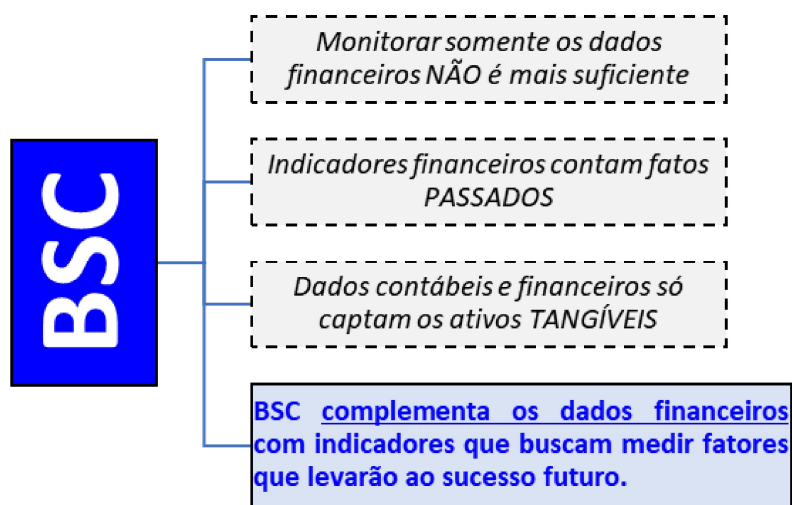 BSC
Monitorar somente os dados
financeiros NÃO é mais suficiente
Indicadores financeiros contam fatos
PASSADOS
Dados contábeis e financeiros só
captam os ativos TANGÍVEIS
BSC complementa os dados financeiros
com indicadores que buscam medir fatores
que levarão ao sucesso futuro.